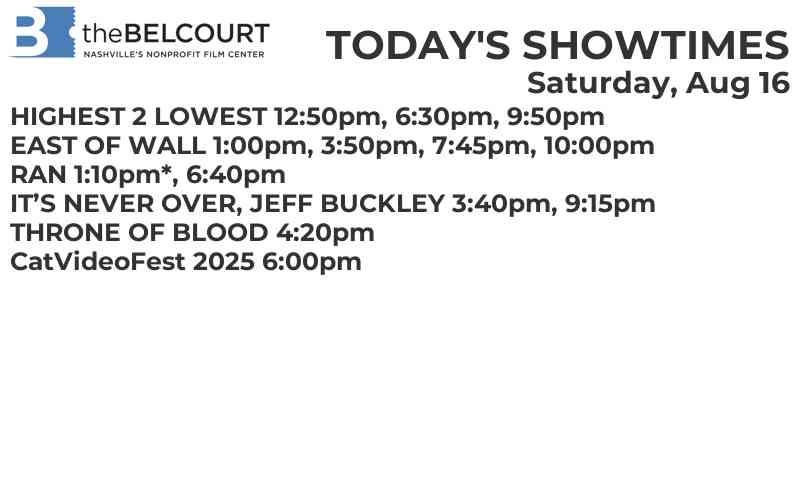 B theBELCOURT
NASHVILLE'S NONPROFIT FILM CENTER
TODAY'S SHOWTIMES
Saturday, Aug 16
HIGHEST 2 LOWEST 12:50pm, 6:30pm, 9:50pm
EAST OF WALL 1:00pm, 3:50pm, 7:45pm, 10:00pm
RAN 1:10pm*, 6:40pm
IT’S NEVER OVER, JEFF BUCKLEY 3:40pm, 9:15pm
THRONE OF BLOOD 4:20pm
CatVideoFest 2025 6:00pm